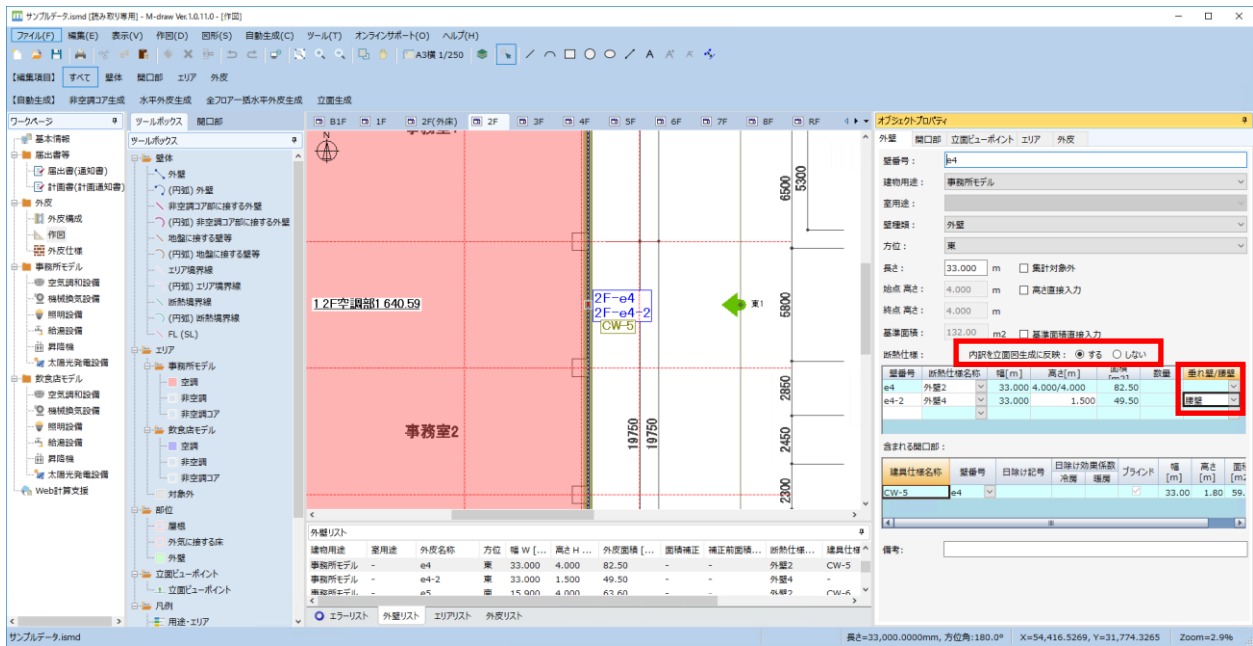 サンプルデータ.ismd [読み取り専用] - M-draw Ver.1.0.11.0 - [作図]
ファイル(F) 編集(E) 表示(V) 作図(D) 図形(S) 自動生成(C) ツール(T) オンラインサポート(O) ヘルプ(H)
A3横 1/250
【編集項目】 すべて 壁体 開口部 エリア 外皮
【自動生成】 非空調コア生成 水平外皮生成 全フロア一括水平外皮生成 立面生成
ワークページ
基本情報
届出書等
届出書(通知書)
計画書(計画通知書)
外皮
外皮構成
作図
外皮仕様
事務所モデル
空気調和設備
機械換気設備
照明設備
給湯設備
昇降機
太陽光発電設備
飲食店モデル
空気調和設備
機械換気設備
照明設備
給湯設備
昇降機
太陽光発電設備
Web計算支援
ツールボックス 開口部
ツールボックス
壁体
外壁
(円弧) 外壁
非空調コア部に接する外壁
(円弧) 非空調コア部に接する外壁
地盤に接する壁等
(円弧) 地盤に接する壁等
エリア境界線
(円弧) エリア境界線
断熱境界線
(円弧) 断熱境界線
FL (SL)
エリア
事務所モデル
空調
非空調
非空調コア
飲食店モデル
空調
非空調
非空調コア
対象外
部位
屋根
外気に接する床
外壁
立面ビューポイント
立面ビューポイント
凡例
用途・エリア
B1F 1F 2F(外床) 2F 3F 4F 5F 6F 7F 8F RF
N
1 2F空調部1 640.59
事務室2
2F-e4
2F-e4-2
CW-5
東1
6500
5300
6800
2850
19750
19750
2450
2300
外壁リスト
建物用途 室用途 外皮名称 方位 幅 W [... 高さ H ... 外皮面積 [... 面積補正 補正前面積... 断熱仕様... 建具仕様
事務所モデル - e4 東 33.000 4.000 82.50 - - 外壁2 CW-5
事務所モデル - e4-2 東 33.000 1.500 49.50 - - 外壁4 -
事務所モデル - e5 南 15.900 4.000 63.60 - - 外壁2 CW-6
エラーリスト 外壁リスト エリアリスト 外皮リスト
オブジェクトプロパティ
外壁 開口部 立面ビューポイント エリア 外皮
壁番号： e4
建物用途： 事務所モデル
室用途：
壁種類： 外壁
方位： 東
長さ： 33.000 m 集計対象外
始点 高さ： 4.000 m 高さ直接入力
終点 高さ： 4.000 m
基準面積： 132.00 m2 基準面積直接入力
断熱仕様： 内訳を立面図生成に反映： する しない
壁番号 断熱仕様名称 幅[m] 高さ[m] 面積[m2] 数量 垂れ壁/腰壁
e4 外壁2 33.000 4.000/4.000 82.50
e4-2 外壁4 33.000 1.500 49.50 腰壁
含まれる開口部：
建具仕様名称 壁番号 日除け記号 日除け効果係数 冷房 暖房 ブラインド 幅[m] 高さ[m]
CW-5 e4 33.00 1.80 59.
備考:
サンプルデータ.ismd 長さ=33,000.0000mm, 方位角:180.0° X=54,416.5269, Y=31,774.3265 Zoom=2.9%